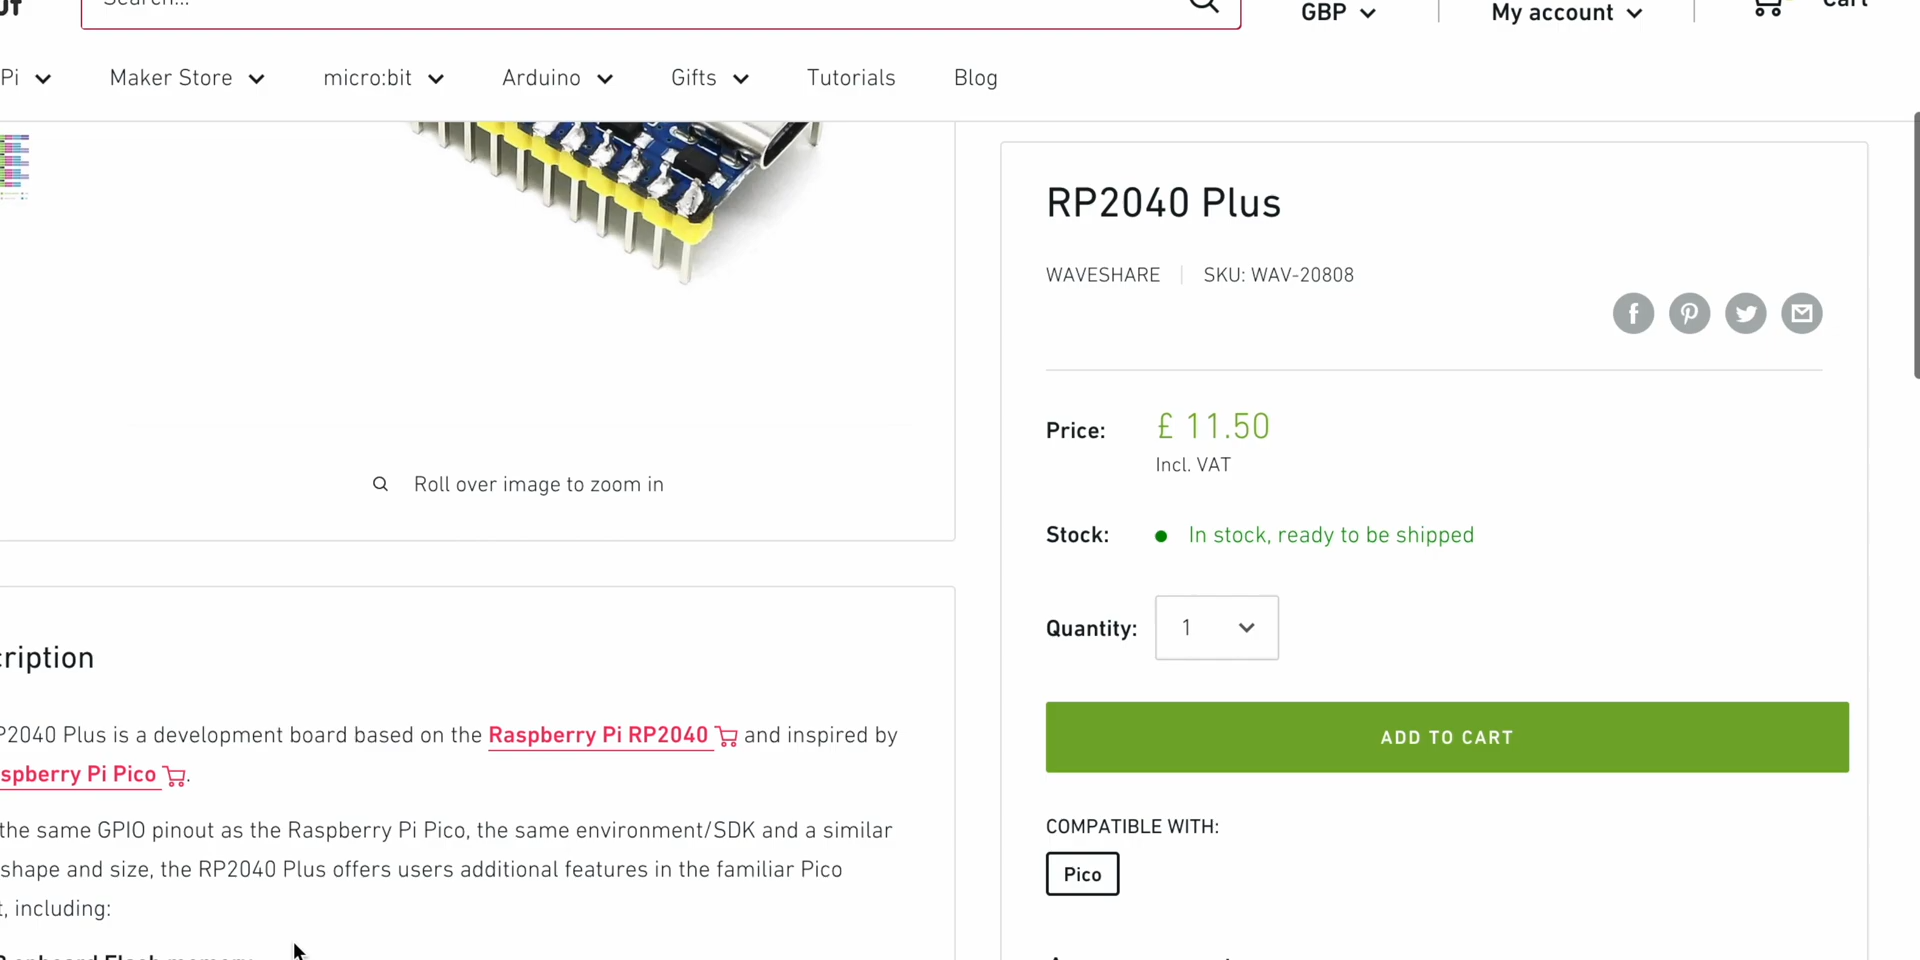 GBP
My account
Cart
Pi
Maker Store
micro:bit
Arduino
Gifts
Tutorials
Blog
Roll over image to zoom in
RP2040 Plus
WAVESHARE
SKU: WAV-20808
Price:
£ 11.50
Incl. VAT
Stock:
In stock, ready to be shipped
Quantity:
1
ADD TO CART
COMPATIBLE WITH:
Pico
cription
P2040 Plus is a development board based on the Raspberry Pi RP2040 and inspired by
spberry Pi Pico.
the same GPIO pinout as the Raspberry Pi Pico, the same environment/SDK and a similar
shape and size, the RP2040 Plus offers users additional features in the familiar Pico
t, including: